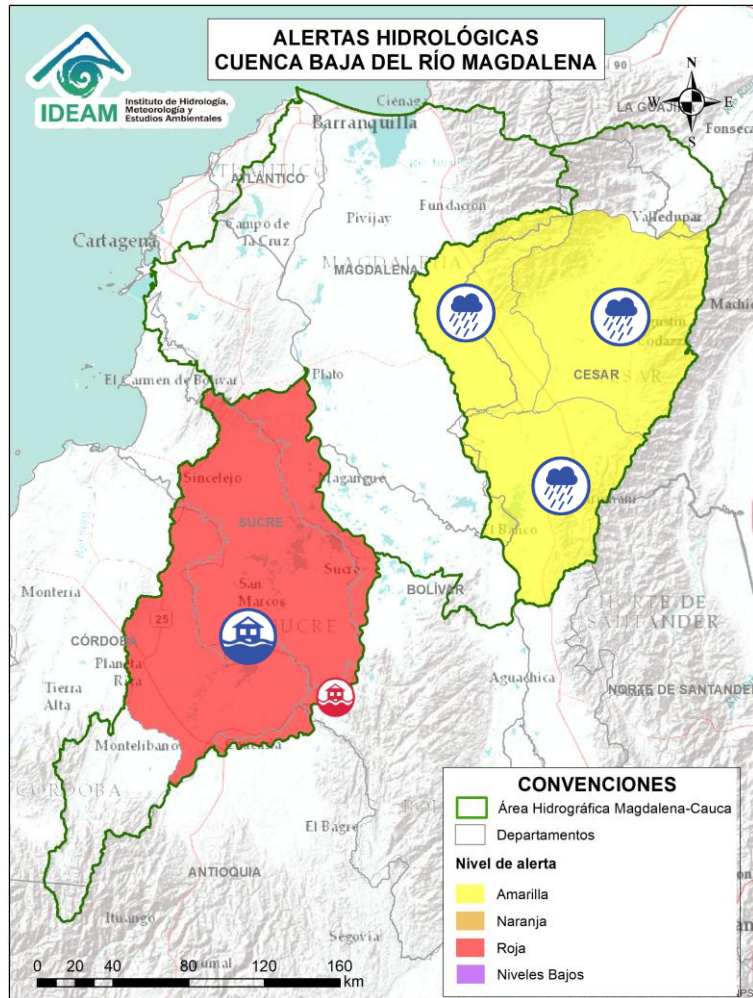 ALERTAS HIDROLÓGICAS
CUENCA BAJA DEL RÍO MAGDALENA
IDEAM
Instituto de Hidrología,
Meteorología y
Estudios Ambientales
90
N
W
E
S
LA GUAJIRA
Fonseca
Ciénaga
Barranquilla
ATLÁNTICO
Pivijay
Fundación
Valledupar
Cartagena
Campo de
la Cruz
MAGDALENA
MAGDALENA
CESAR
El Carmen de Bolívar
Plato
Sincelejo
Magangué
SUCRE
El Banco
San
Marcos
Sucre
SUCRE
BOLÍVAR
Montería
25
CÓRDOBA
Planeta
Rica
Tierra
Alta
Montelíbano
Aguachica
NORTE DE
SANTANDER
NORTE DE SANTANDER
CÓRDOBA
El Bagre
ANTIOQUIA
Ituango
Segovia
0 20 40 80 120 160
km
CONVENCIONES
Área Hidrográfica Magdalena-Cauca
Departamentos
Nivel de alerta
Amarilla
Naranja
Roja
Niveles Bajos